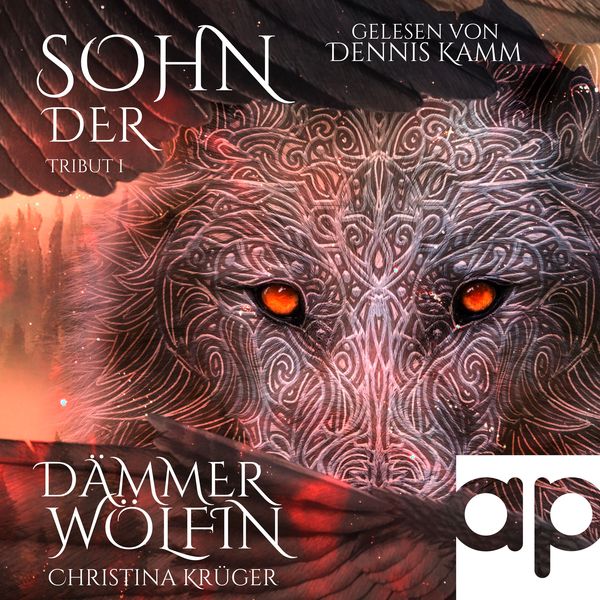 SOHN
DER
TRIBUT I
GELESEN VON
DENNIS KAMM
DÄMMER
WÖLFIN
CHRISTINA KRÜGER
ap